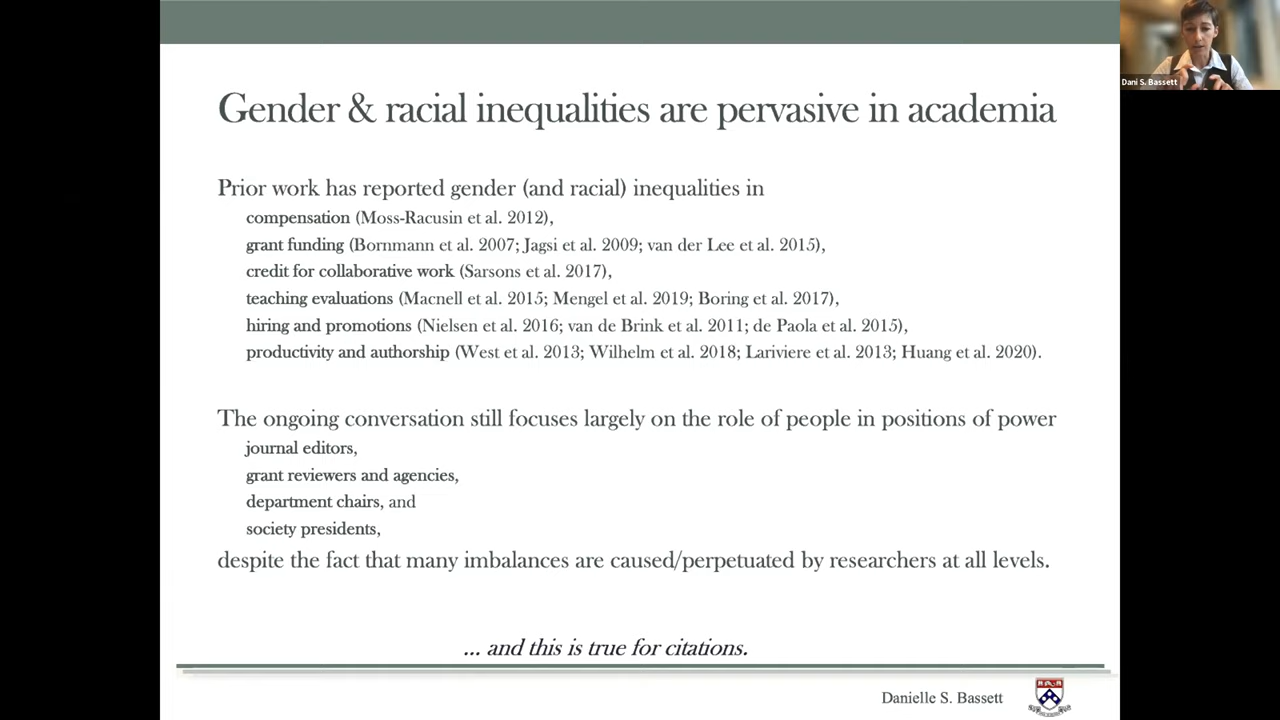 Dani S. Bassett
Gender & racial inequalities are pervasive in academia
Prior work has reported gender (and racial) inequalities in
compensation (Moss-Racusin et al. 2012),
grant funding (Bornmann et al. 2007; Jagsi et al. 2009; van der Lee et al. 2015),
credit for collaborative work (Sarsons et al. 2017),
teaching evaluations (Macnell et al. 2015; Mengel et al. 2019; Boring et al. 2017),
hiring and promotions (Nielsen et al. 2016; van de Brink et al. 2011; de Paola et al. 2015),
productivity and authorship (West et al. 2013; Wilhelm et al. 2018; Lariviere et al. 2013; Huang et al. 2020).
The ongoing conversation still focuses largely on the role of people in positions of power
journal editors,
grant reviewers and agencies,
department chairs, and
society presidents,
despite the fact that many imbalances are caused/perpetuated by researchers at all levels.
... and this is true for citations.
Danielle S. Bassett